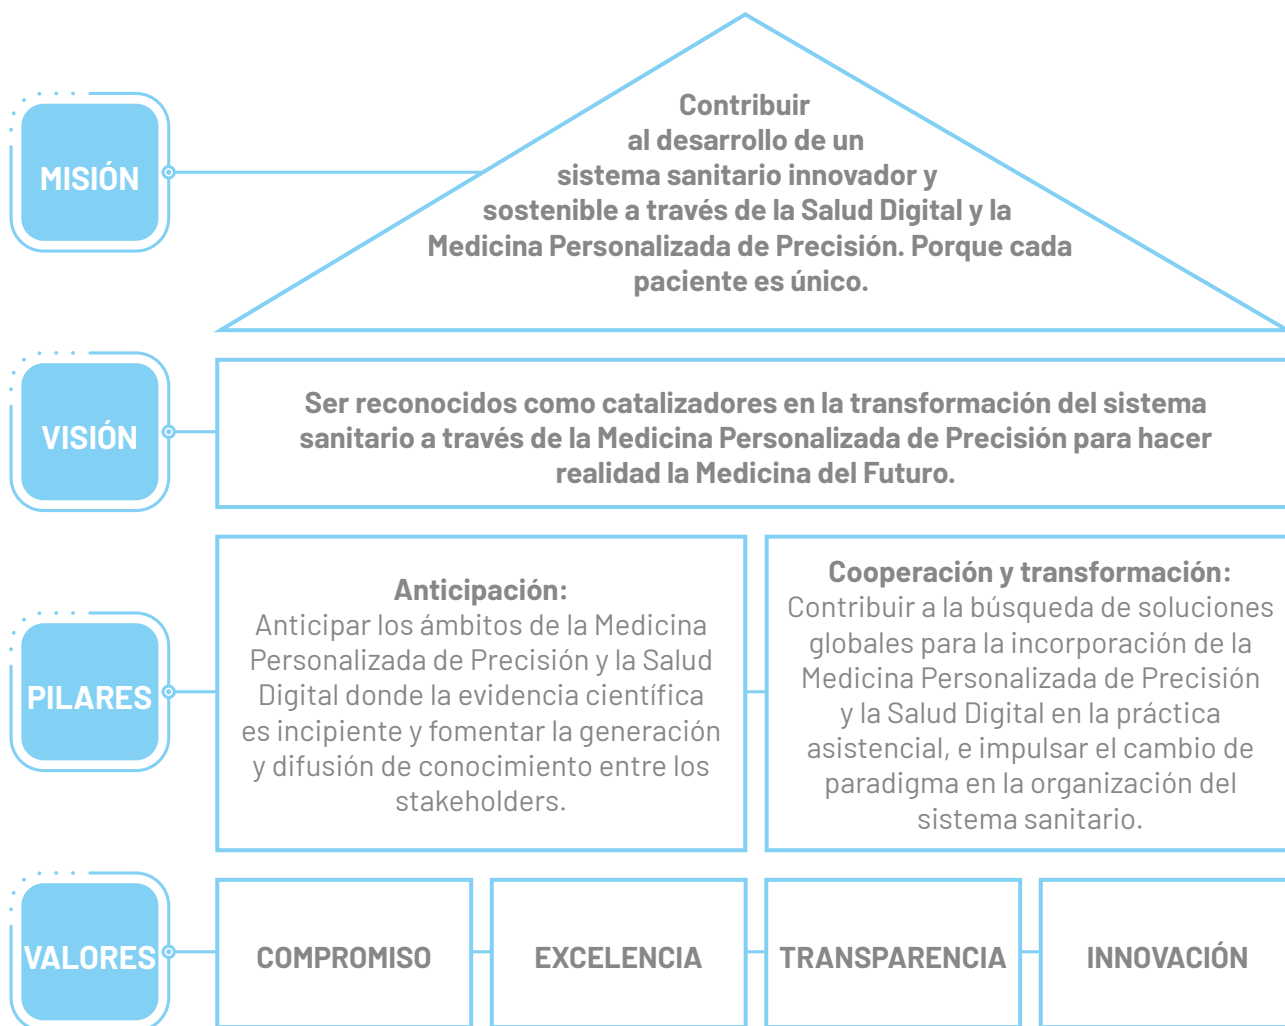 MISIÓN
Contribuir
al desarrollo de un
sistema sanitario innovador y
sostenible a través de la Salud Digital y la
Medicina Personalizada de Precisión. Porque cada
paciente es único.
VISIÓN
Ser reconocidos como catalizadores en la transformación del sistema
sanitario a través de la Medicina Personalizada de Precisión para hacer
realidad la Medicina del Futuro.
PILARES
Anticipación:
Anticipar los ámbitos de la Medicina
Personalizada de Precisión y la Salud
Digital donde la evidencia científica
es incipiente y fomentar la generación
y difusión de conocimiento entre los
stakeholders.
Cooperación y transformación:
Contribuir a la búsqueda de soluciones
globales para la incorporación de la
Medicina Personalizada de Precisión
y la Salud Digital en la práctica
asistencial, e impulsar el cambio de
paradigma en la organización del
sistema sanitario.
VALORES
COMPROMISO
EXCELENCIA
TRANSPARENCIA
INNOVACIÓN